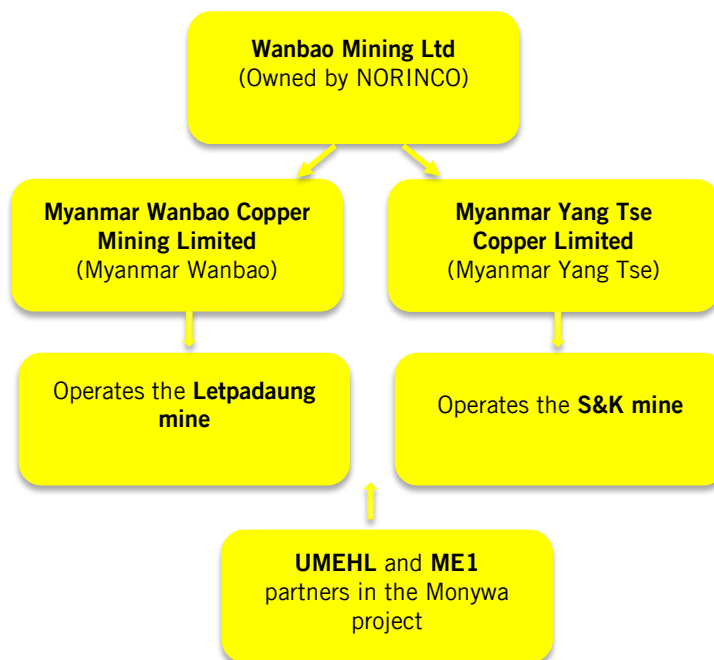 Wanbao Mining Ltd
(Owned by NORINCO)
Myanmar Wanbao Copper
Mining Limited
(Myanmar Wanbao)
Myanmar Yang Tse
Copper Limited
(Myanmar Yang Tse)
Operates the Letpadaung
mine
Operates the S&K mine
UMEHL and ME1
partners in the Monywa
project